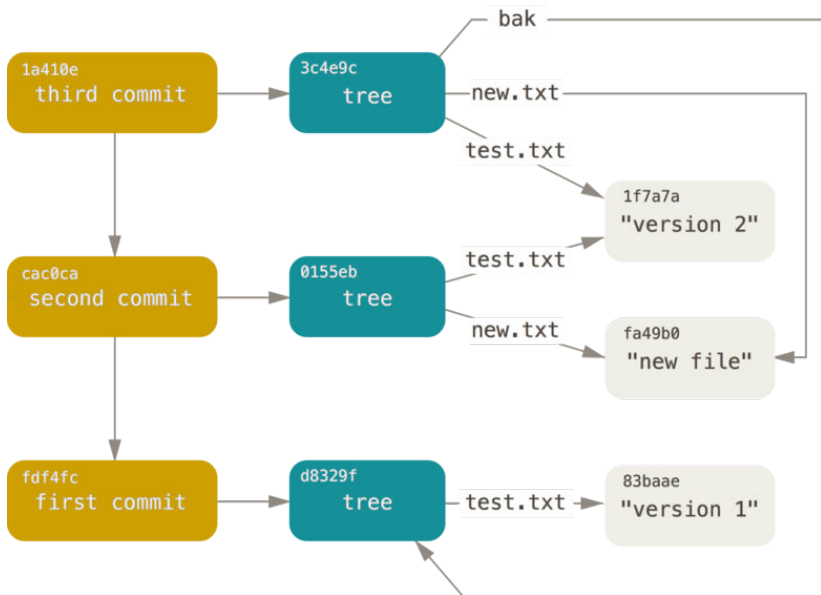 bak
1a410e
third commit
3c4e9c
tree
new.txt
test.txt
1f7a7a
"version 2"
cac0ca
second commit
0155eb
tree
test.txt
new.txt
fa49b0
"new file"
fdf4fc
first commit
d8329f
tree
test.txt
83baae
"version 1"